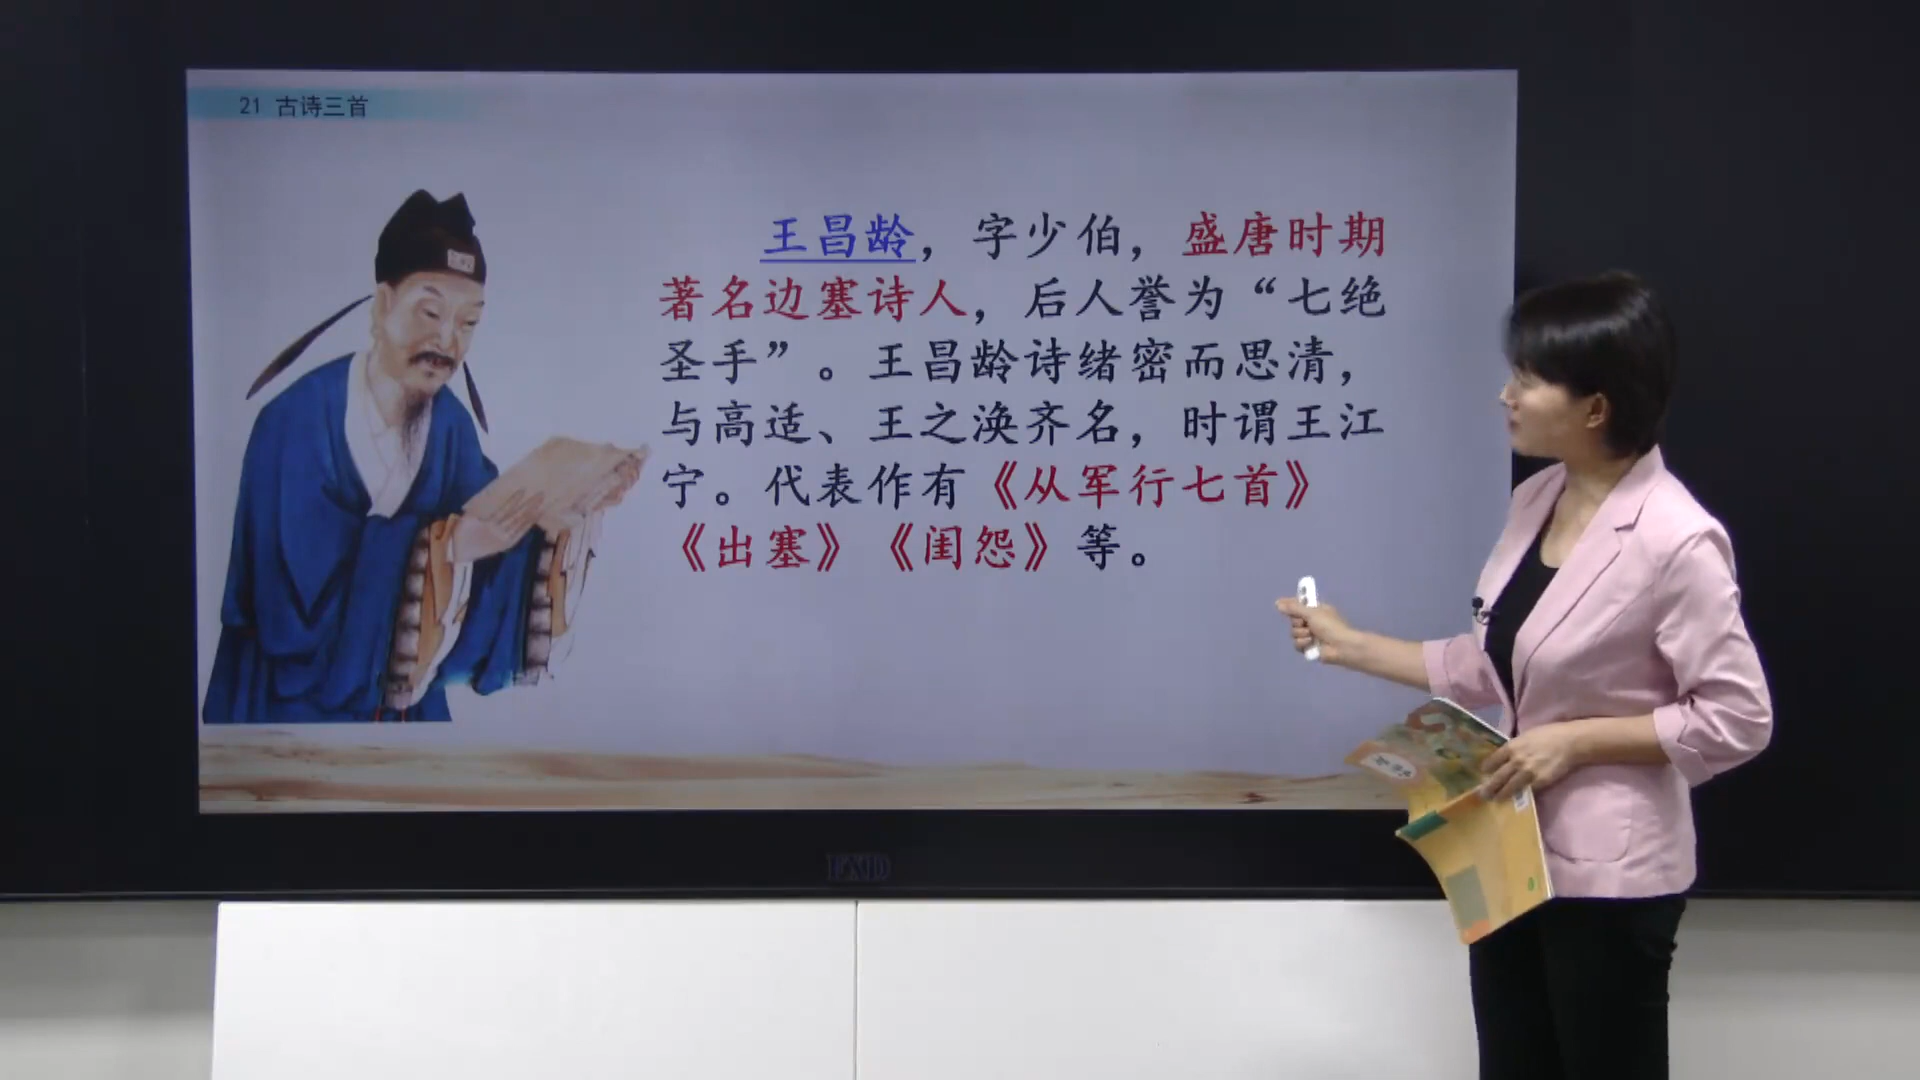 21 古诗三首
王昌龄，字少伯，盛唐时期
著名边塞诗人，后人誉为“七绝
圣手”。王昌龄诗绪密而思清，
与高适、王之涣齐名，时谓王江
宁。代表作有《从军行七首》
《出塞》《闺怨》等。